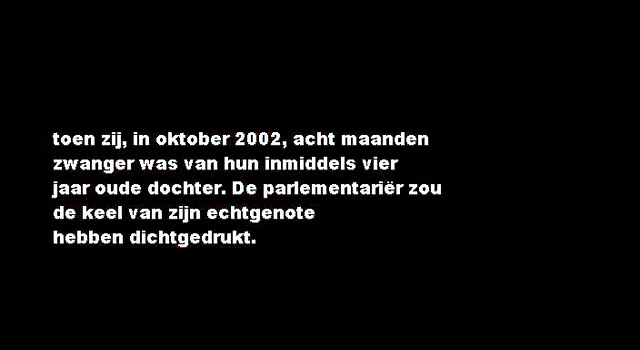 toen zij, in oktober 2002, acht maanden
zwanger was van hun inmiddels vier
jaar oude dochter. De parlementariër zou
de keel van zijn echtgenote
hebben dichtgedrukt.